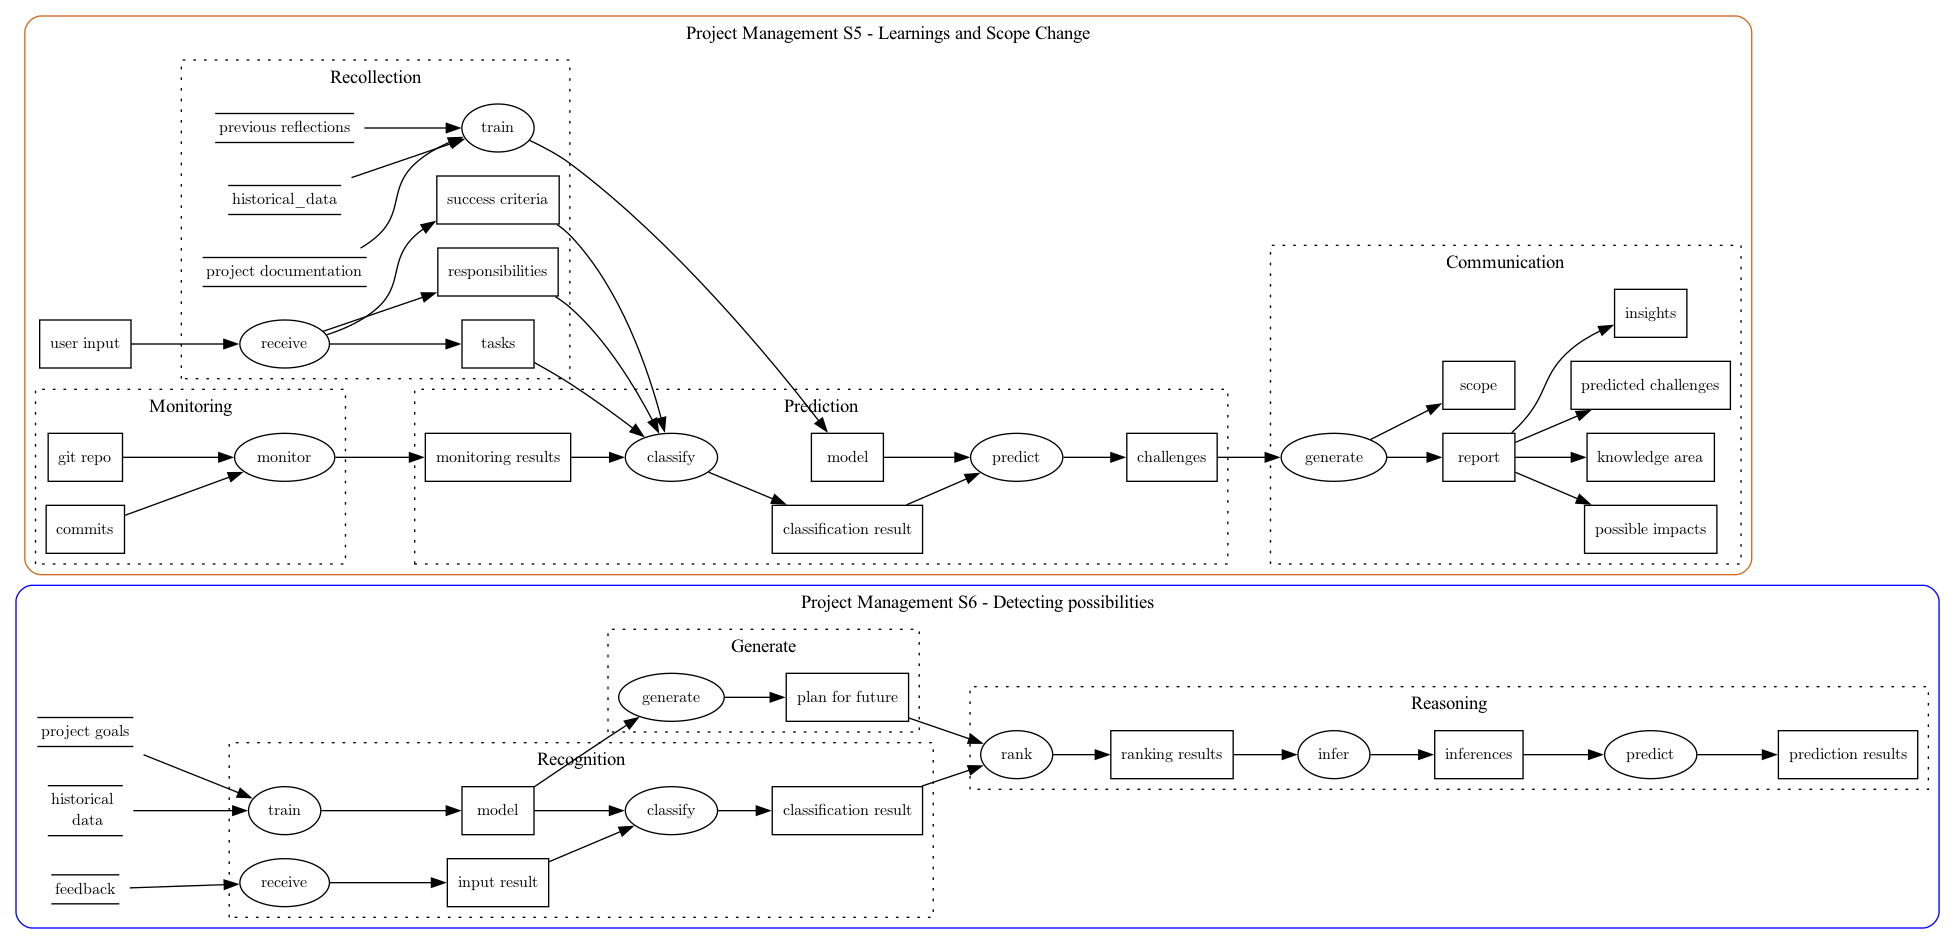 Project Management S5 - Learnings and Scope Change
Recollection
previous reflections
train
historical_data
success criteria
project documentation
responsibilities
user input
receive
tasks
Monitoring
git repo
monitor
commits
Prediction
monitoring results
classify
model
predict
challenges
classification result
Communication
insights
scope
predicted challenges
generate
report
knowledge area
possible impacts
Project Management S6 - Detecting possibilities
Generate
generate
plan for future
project goals
historical
data
feedback
Recognition
train
model
classify
classification result
receive
input result
Reasoning
rank
ranking results
infer
inferences
predict
prediction results